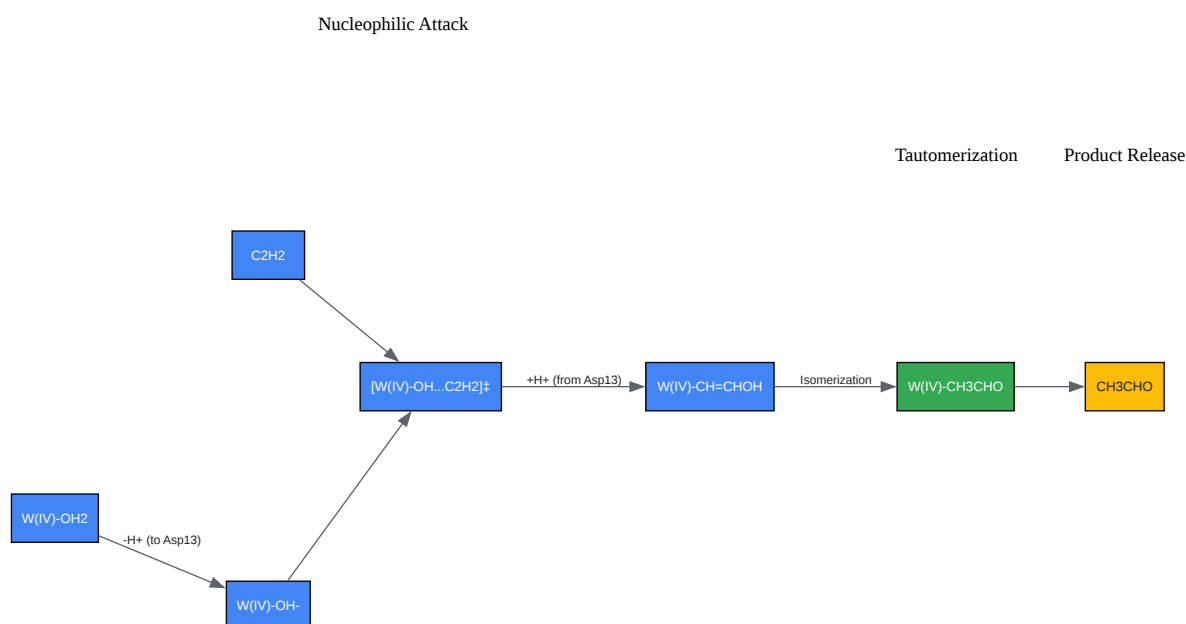 Nucleophilic Attack
Tautomerization
Product Release
C2H2
[W(IV)-OH...C2H2]‡
+H+ (from Asp13)
W(IV)-CH=CHOH
Isomerization
W(IV)-CH3CHO
CH3CHO
W(IV)-OH2
-H+ (to Asp13)
W(IV)-OH-